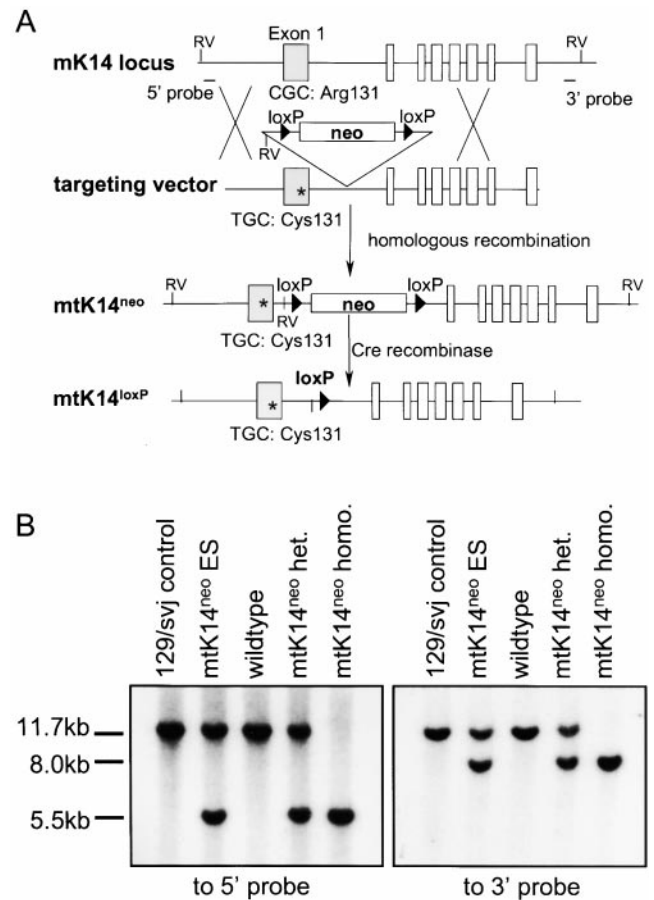 A
Exon 1
RV
RV
mK14 locus
5' probe
CGC: Arg131
3' probe
loxP
loxP
neo
RV
targeting vector
*
TGC: Cys131
homologous recombination
RV
loxP
loxP
RV
mtK14neo
*
neo
RV
TGC: Cys131
Cre recombinase
loxP
mtK14loxP
*
TGC: Cys131
B
129/svj control
mtK14neo ES
wildtype
mtK14neo het.
mtK14neo homo.
129/svj control
mtK14neo ES
wildtype
mtK14neo het.
mtK14neo homo.
11.7kb
8.0kb
5.5kb
to 5' probe
to 3' probe